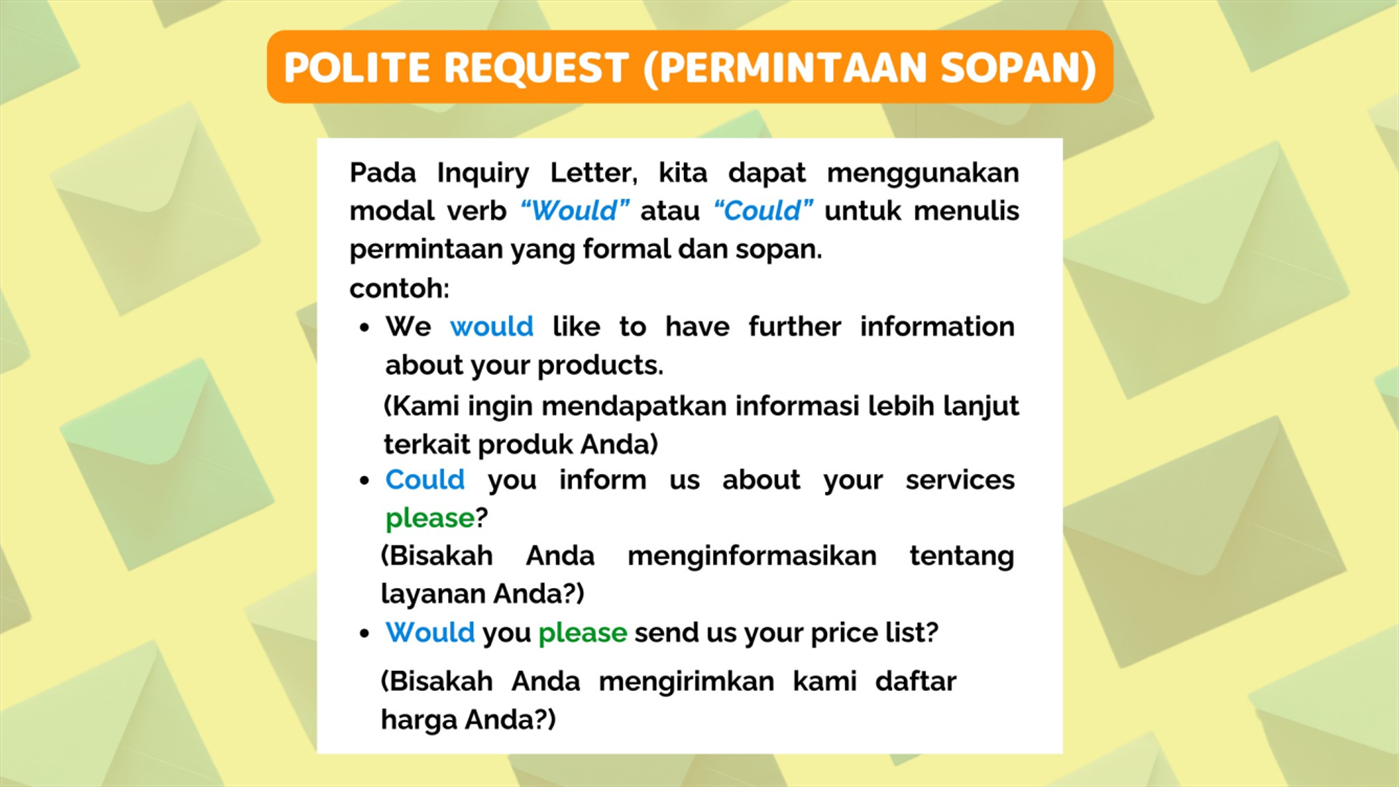 POLITE REQUEST (PERMINTAAN SOPAN)
Pada Inquiry Letter, kita dapat menggunakan
modal verb “Would” atau “Could” untuk menulis
permintaan yang formal dan sopan.
contoh:
• We would like to have further information
about your products.
(Kami ingin mendapatkan informasi lebih lanjut
terkait produk Anda)
• Could you inform us about your services
please?
(Bisakah Anda menginformasikan tentang
layanan Anda?)
• Would you please send us your price list?
(Bisakah Anda mengirimkan kami daftar
harga Anda?)